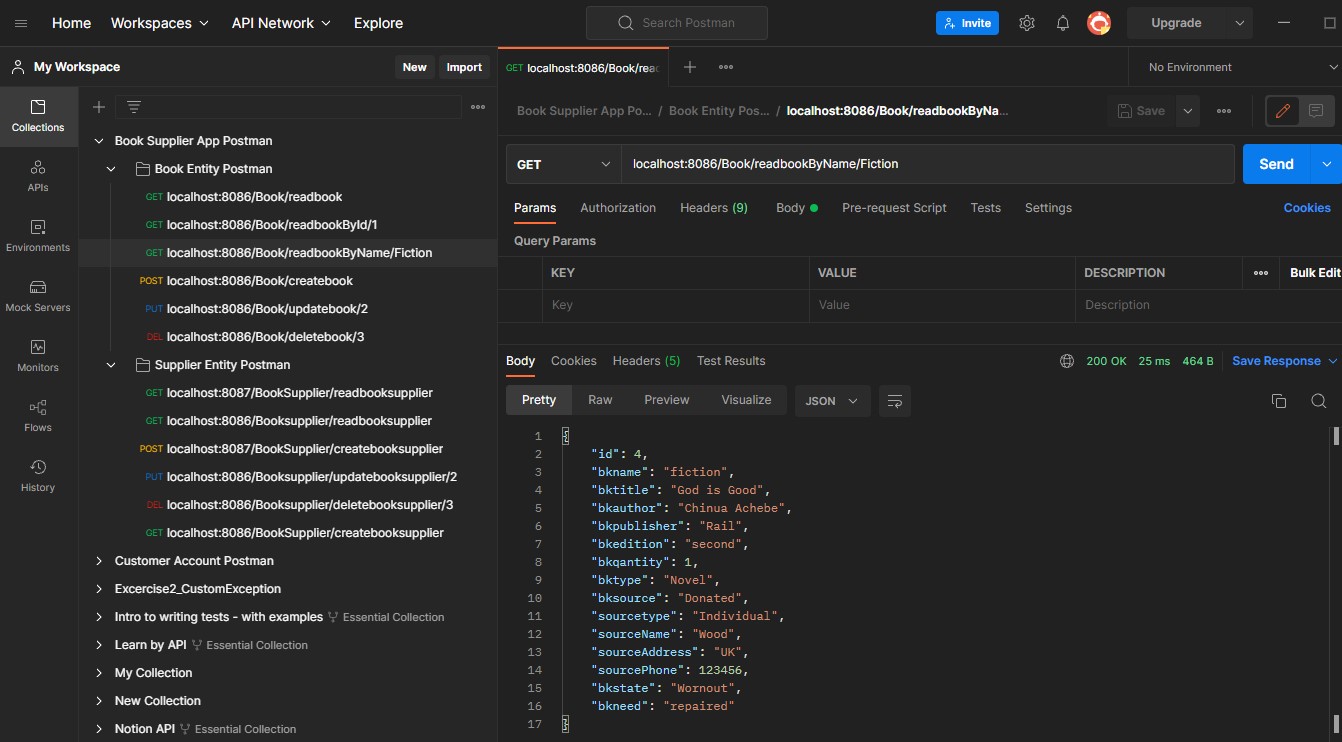 Home Workspaces API Network Explore Search Postman Invite Upgrade
My Workspace New Import
GET localhost:8086/Book/rea
No Environment
Collections
APIs
Environments
Mock Servers
Monitors
Flows
History
Book Supplier App Postman
Book Entity Postman
GET localhost:8086/Book/readbook
GET localhost:8086/Book/readbookById/1
GET localhost:8086/Book/readbookByName/Fiction
POST localhost:8086/Book/createbook
PUT localhost:8086/Book/updatebook/2
DEL localhost:8086/Book/deletebook/3
Supplier Entity Postman
GET localhost:8087/BookSupplier/readbooksupplier
GET localhost:8086/Booksupplier/readbooksupplier
POST localhost:8087/BookSupplier/createbooksupplier
PUT localhost:8086/Booksupplier/updatebooksupplier/2
DEL localhost:8086/Booksupplier/deletebooksupplier/3
GET localhost:8086/BookSupplier/createbooksupplier
Customer Account Postman
Excercise2_CustomException
Intro to writing tests - with examples Essential Collection
Learn by API Essential Collection
My Collection
New Collection
Notion API Essential Collection
Book Supplier App Po... / Book Entity Pos... / localhost:8086/Book/readbookByNa... Save
GET localhost:8086/Book/readbookByName/Fiction Send
Params Authorization Headers (9) Body Pre-request Script Tests Settings Cookies
Query Params
KEY VALUE DESCRIPTION Bulk Edit
Key Value Description
Body Cookies Headers (5) Test Results 200 OK 25 ms 464 B Save Response
Pretty Raw Preview Visualize JSON
1 {
2 "id": 4,
3 "bkname": "fiction",
4 "bktitle": "God is Good",
5 "bkauthor": "Chinua Achebe",
6 "bkpublisher": "Rail",
7 "bkedition": "second",
8 "bkqantity": 1,
9 "bktype": "Novel",
10 "bksource": "Donated",
11 "sourcetype": "Individual",
12 "sourceName": "Wood",
13 "sourceAddress": "UK",
14 "sourcePhone": 123456,
15 "bkstate": "Wornout",
16 "bkneed": "repaired"
17 }